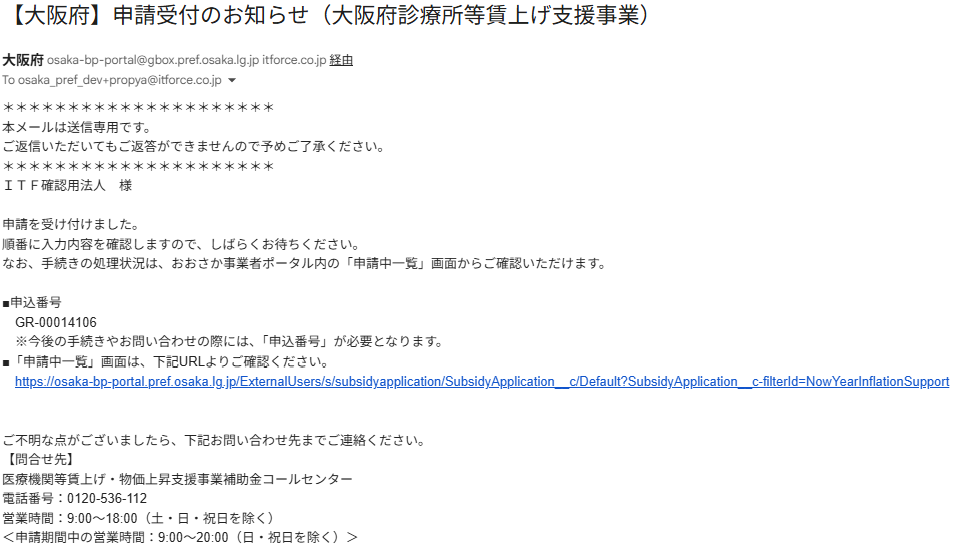 【大阪府】申請受付のお知らせ（大阪府診療所等賃上げ支援事業）
大阪府 osaka-bp-portal@gbox.pref.osaka.lg.jp itforce.co.jp 経由
To osaka_pref_dev+propya@itforce.co.jp
＊＊＊＊＊＊＊＊＊＊＊＊＊＊＊＊＊＊＊＊＊
本メールは送信専用です。
ご返信いただいてもご返答ができませんので予めご了承ください。
＊＊＊＊＊＊＊＊＊＊＊＊＊＊＊＊＊＊＊＊＊
ＩＴＦ確認用法人　様
申請を受け付けました。
順番に入力内容を確認しますので、しばらくお待ちください。
なお、手続きの処理状況は、おおさか事業者ポータル内の「申請中一覧」画面からご確認いただけます。
■申込番号
GR-00014106
※今後の手続きやお問い合わせの際には、「申込番号」が必要となります。
■「申請中一覧」画面は、下記URLよりご確認ください。
https://osaka-bp-portal.pref.osaka.lg.jp/ExternalUsers/s/subsidyapplication/SubsidyApplication__c/Default?SubsidyApplication__c-filterId=NowYearInflationSupport
ご不明な点がございましたら、下記お問い合わせ先までご連絡ください。
【問合せ先】
医療機関等賃上げ・物価上昇支援事業補助金コールセンター
電話番号：0120-536-112
営業時間：9:00～18:00（土・日・祝日を除く）
＜申請期間中の営業時間：9:00～20:00（日・祝日を除く）＞